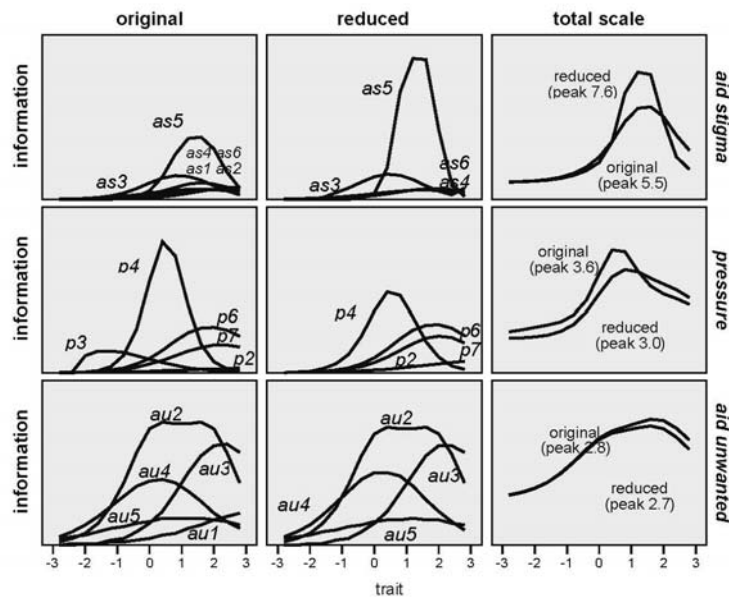 original reduced total scale
information
as5
as4 as6
as1 as2
as3
as5
as6
as3
as4
reduced
(peak 7.6)
original
(peak 5.5)
aid stigma
information
p4
p6
p7
p3
p2
p4
p6
p7
p2
original
(peak 3.6)
reduced
(peak 3.0)
pressure
information
au2
au3
au4
au5
au1
au2
au3
au4
au5
original
(peak 2.8)
reduced
(peak 2.7)
aid unwanted
-3 -2 -1 0 1 2 3 -3 -2 -1 0 1 2 3 -3 -2 -1 0 1 2 3
trait